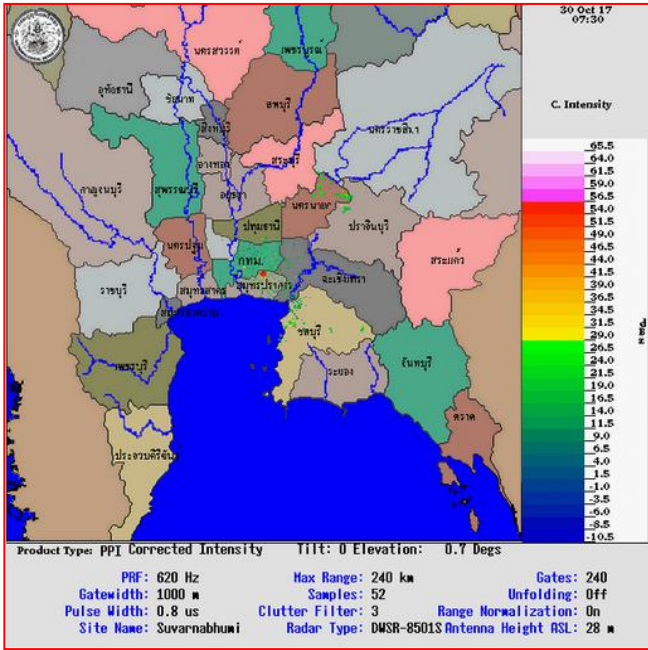 30 Oct 17
07:30
นครสวรรค์
เพชรบูรณ์
อุทัยธานี
ชัยนาท
ลพบุรี
สิงห์บุรี
นครราชสีมา
อ่างทอง
สระบุรี
กาญจนบุรี
สุพรรณบุรี
อยุธยา
นครนายก
ปทุมธานี
ปราจีนบุรี
นครปฐม
กทม.
สระแก้ว
ราชบุรี
สมุทรสาคร
สมุทรปราการ
ฉะเชิงเทรา
สมุทรสงคราม
ชลบุรี
เพชรบุรี
ระยอง
จันทบุรี
ตราด
ประจวบคีรีขันธ์
C. Intensity
65.5
64.0
61.5
59.0
56.5
54.0
51.5
49.0
46.5
44.0
41.5
39.0
36.5
34.0
31.5
29.0
26.5
24.0
21.5
19.0
16.5
14.0
11.5
9.0
6.5
4.0
1.5
-1.0
-3.5
-6.0
-8.5
-10.5
Product Type: PPI Corrected Intensity Tilt: 0 Elevation: 0.7 Degs
PRF: 620 Hz Max Range: 240 km Gates: 240
Gatewidth: 1000 m Samples: 52 Unfolding: Off
Pulse Width: 0.8 us Clutter Filter: 3 Range Normalization: On
Site Name: Suvarnabhumi Radar Type: DWSR-8501S Antenna Height ASL: 28 m